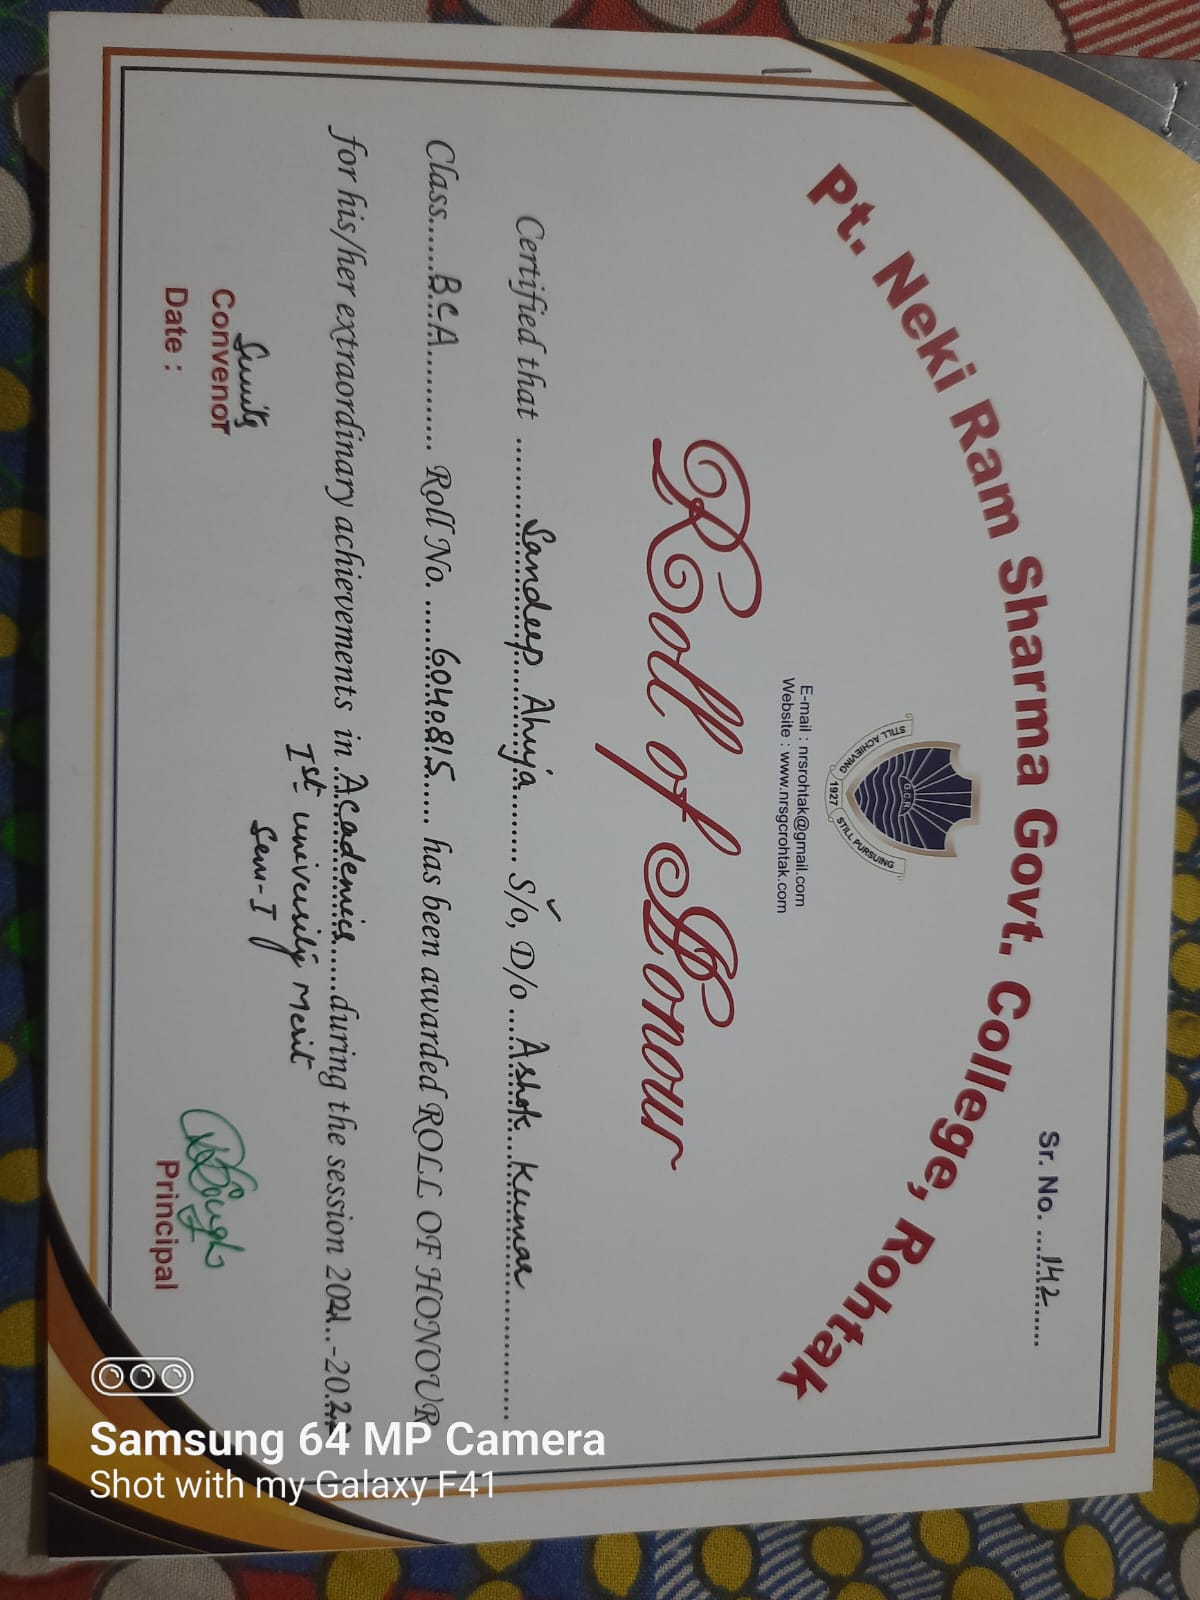 Sr. No. ....142....
Pt. Neki Ram Sharma Govt. College, Rohtak
G.C.R.
STILL ACHIEVING 1927 STILL PURSUING
E-mail : nrsrohtak@gmail.com
Website : www.nrsgcrohtak.com
Roll of Honour
Certified that ........Sandeep Ahuja........ S/o, D/o ....Ashok Kumar....
Class......BCA.......... Roll No. ......604815..... has been awarded ROLL OF HONOUR
for his/her extraordinary achievements in Academics.....during the session 2021..-2022
Ist university Merit
Sem-I
Convenor
Principal
Date :
Samsung 64 MP Camera
Shot with my Galaxy F41